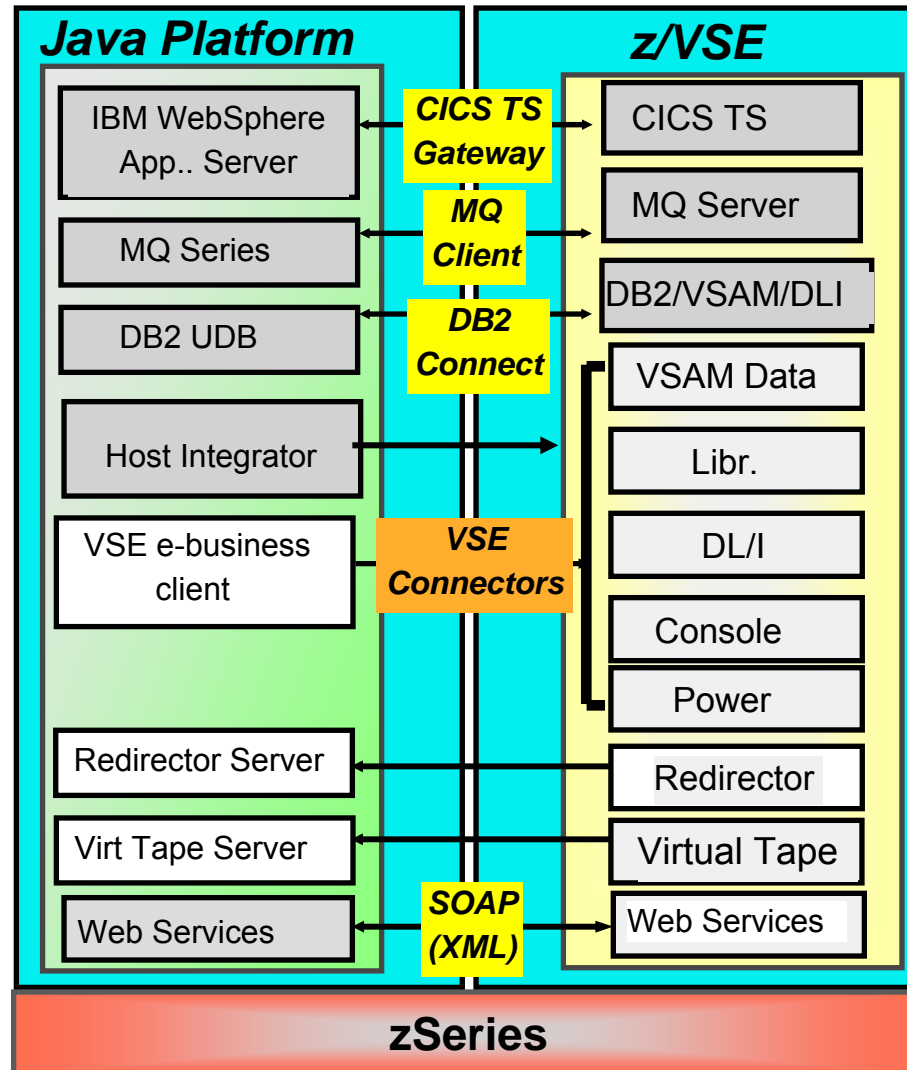 Java Platform
z/VSE
IBM WebSphere
App.. Server
CICS TS
Gateway
CICS TS
MQ Series
MQ
Client
MQ Server
DB2 UDB
DB2
Connect
DB2/VSAM/DLI
VSAM Data
Host Integrator
Libr.
VSE e-business
client
VSE
Connectors
DL/I
Console
Power
Redirector Server
Redirector
Virt Tape Server
Virtual Tape
Web Services
SOAP
(XML)
Web Services
zSeries